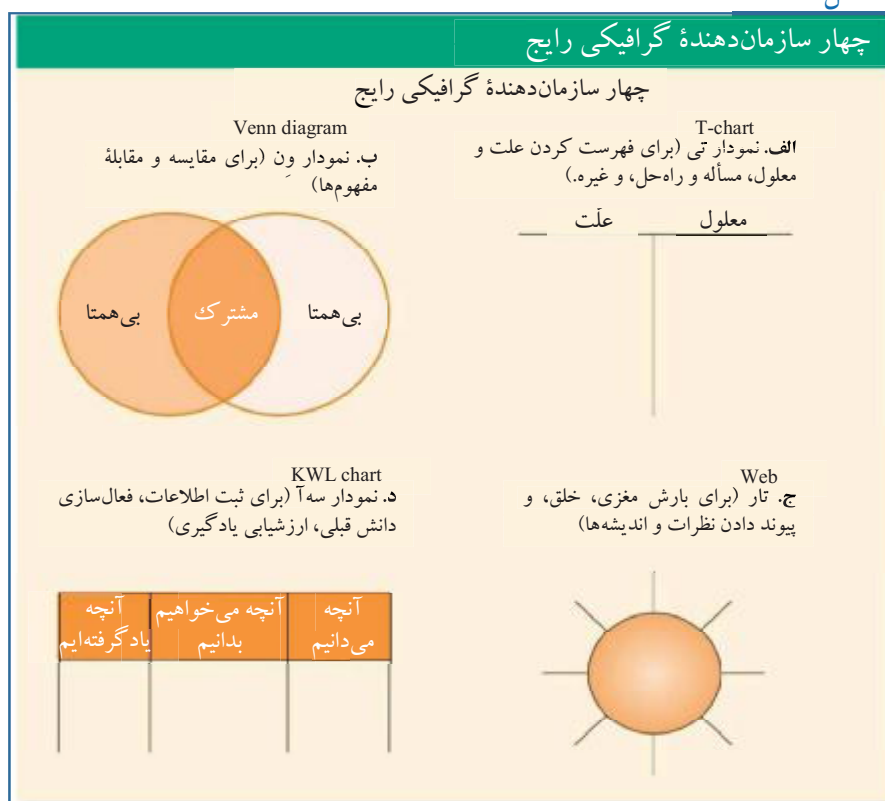 چهار سازمان‌دهندهٔ گرافیکی رایج
چهار سازمان‌دهندهٔ گرافیکی رایج
T-chart
الف. نمودار تی (برای فهرست کردن علت و
معلول، مسأله و راه‌حل، و غیره.)
معلول
علّت
Venn diagram
ب. نمودار وِن (برای مقایسه و مقابلهٔ
مفهوم‌ها)
بی‌همتا
مشترک
بی‌همتا
Web
ج. تار (برای بارش مغزی، خلق، و
پیوند دادن نظرات و اندیشه‌ها)
KWL chart
د. نمودار سه‌آ (برای ثبت اطلاعات، فعال‌سازی
دانش قبلی، ارزشیابی یادگیری)
آنچه
می‌دانیم
آنچه می‌خواهیم
بدانیم
آنچه
یادگرفته‌ایم